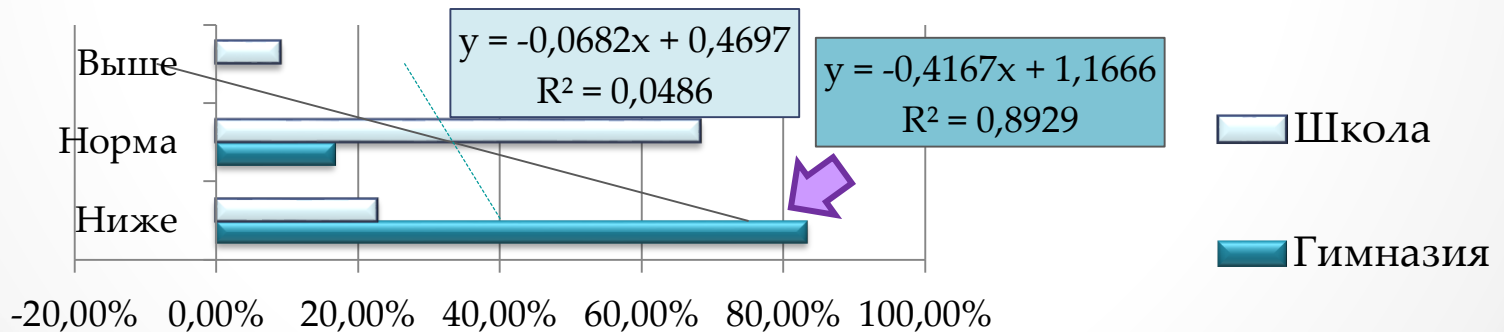 y = -0,0682x + 0,4697
R² = 0,0486
y = -0,4167x + 1,1666
R² = 0,8929
Выше
Норма
Ниже
Школа
Гимназия
-20,00% 0,00% 20,00% 40,00% 60,00% 80,00% 100,00%